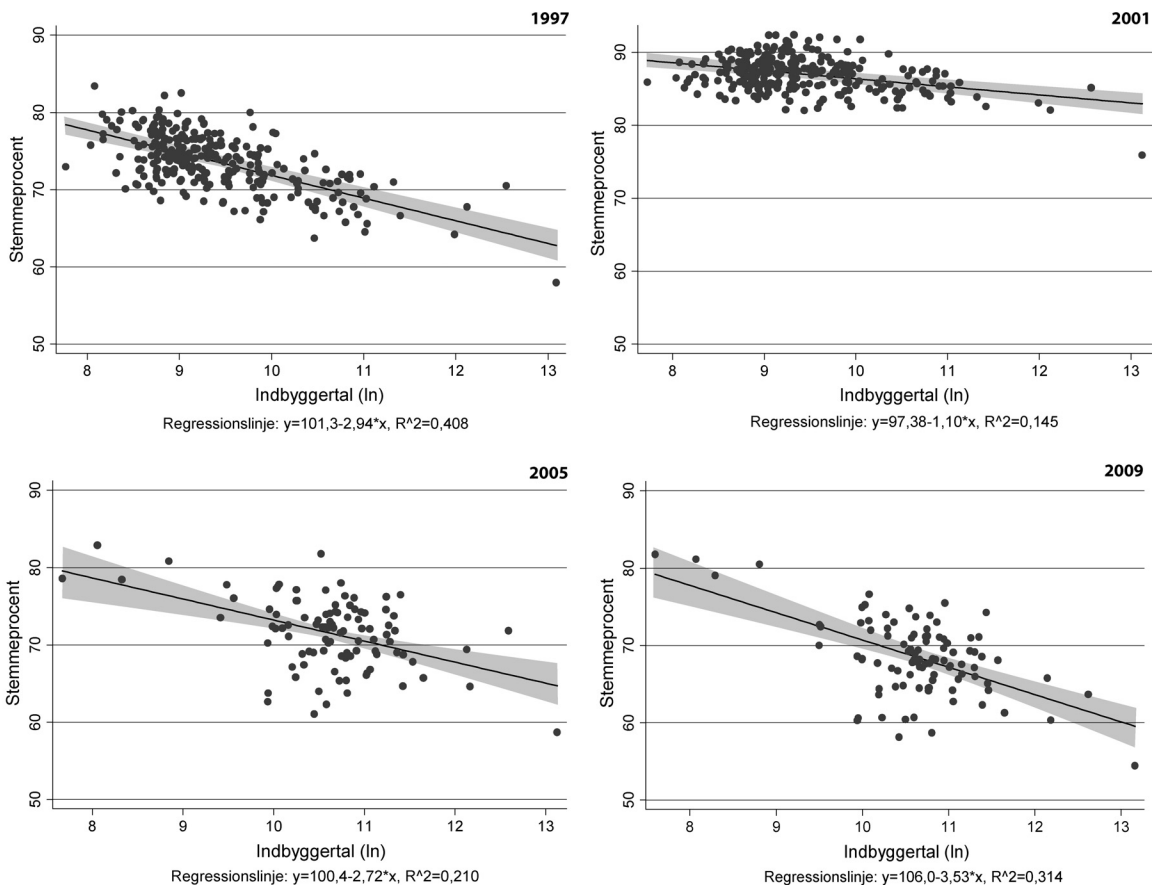 1997
90
80
70
60
50
Stemmeprocent
8 9 10 11 12 13
Indbyggertal (ln)
Regressionslinje: y=101,3-2,94*x, R^2=0,408
2001
90
80
70
60
50
Stemmeprocent
8 9 10 11 12 13
Indbyggertal (ln)
Regressionslinje: y=97,38-1,10*x, R^2=0,145
2005
90
80
70
60
50
Stemmeprocent
8 9 10 11 12 13
Indbyggertal (ln)
Regressionslinje: y=100,4-2,72*x, R^2=0,210
2009
90
80
70
60
50
Stemmeprocent
8 9 10 11 12 13
Indbyggertal (ln)
Regressionslinje: y=106,0-3,53*x, R^2=0,314